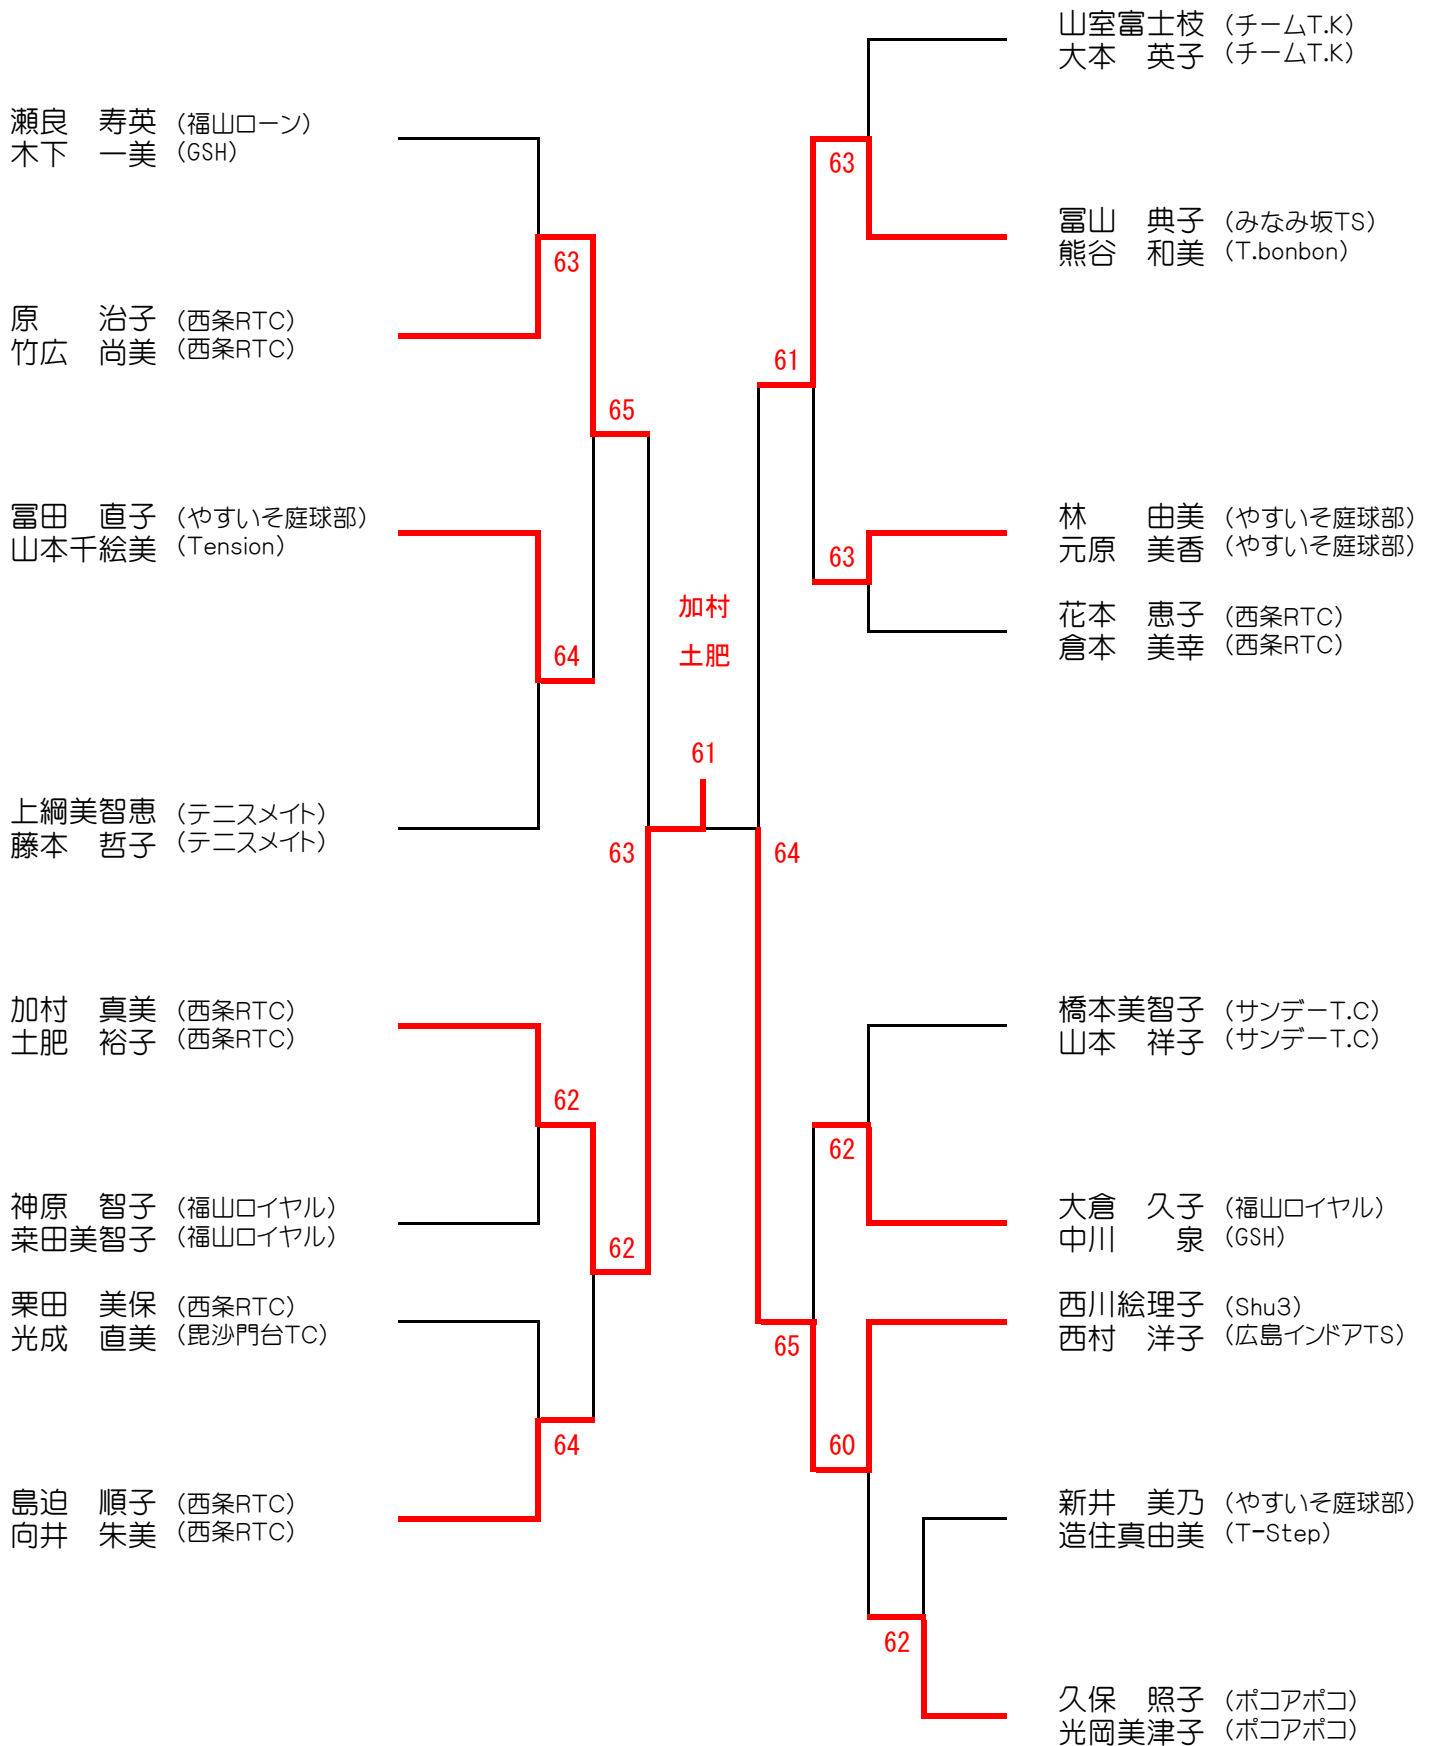 瀬良　寿英（福山ローン）
木下　一美（GSH）
63
原　　治子（西条RTC）
竹広　尚美（西条RTC）
65
冨田　直子（やすいそ庭球部）
山本千絵美（Tension）
64
上綱美智恵（テニスメイト）
藤本　哲子（テニスメイト）
63
加村　真美（西条RTC）
土肥　裕子（西条RTC）
62
神原　智子（福山ロイヤル）
桒田美智子（福山ロイヤル）
62
栗田　美保（西条RTC）
光成　直美（毘沙門台TC）
64
島迫　順子（西条RTC）
向井　朱美（西条RTC）
加村
土肥
61
山室富士枝（チームT.K）
大本　英子（チームT.K）
63
冨山　典子（みなみ坂TS）
熊谷　和美（T.bonbon）
61
林　　由美（やすいそ庭球部）
元原　美香（やすいそ庭球部）
63
花本　恵子（西条RTC）
倉本　美幸（西条RTC）
64
橋本美智子（サンデーT.C）
山本　祥子（サンデーT.C）
62
大倉　久子（福山ロイヤル）
中川　　泉（GSH）
65
西川絵理子（Shu3）
西村　洋子（広島インドアTS）
60
新井　美乃（やすいそ庭球部）
造住真由美（T-Step）
62
久保　照子（ポコアポコ）
光岡美津子（ポコアポコ）